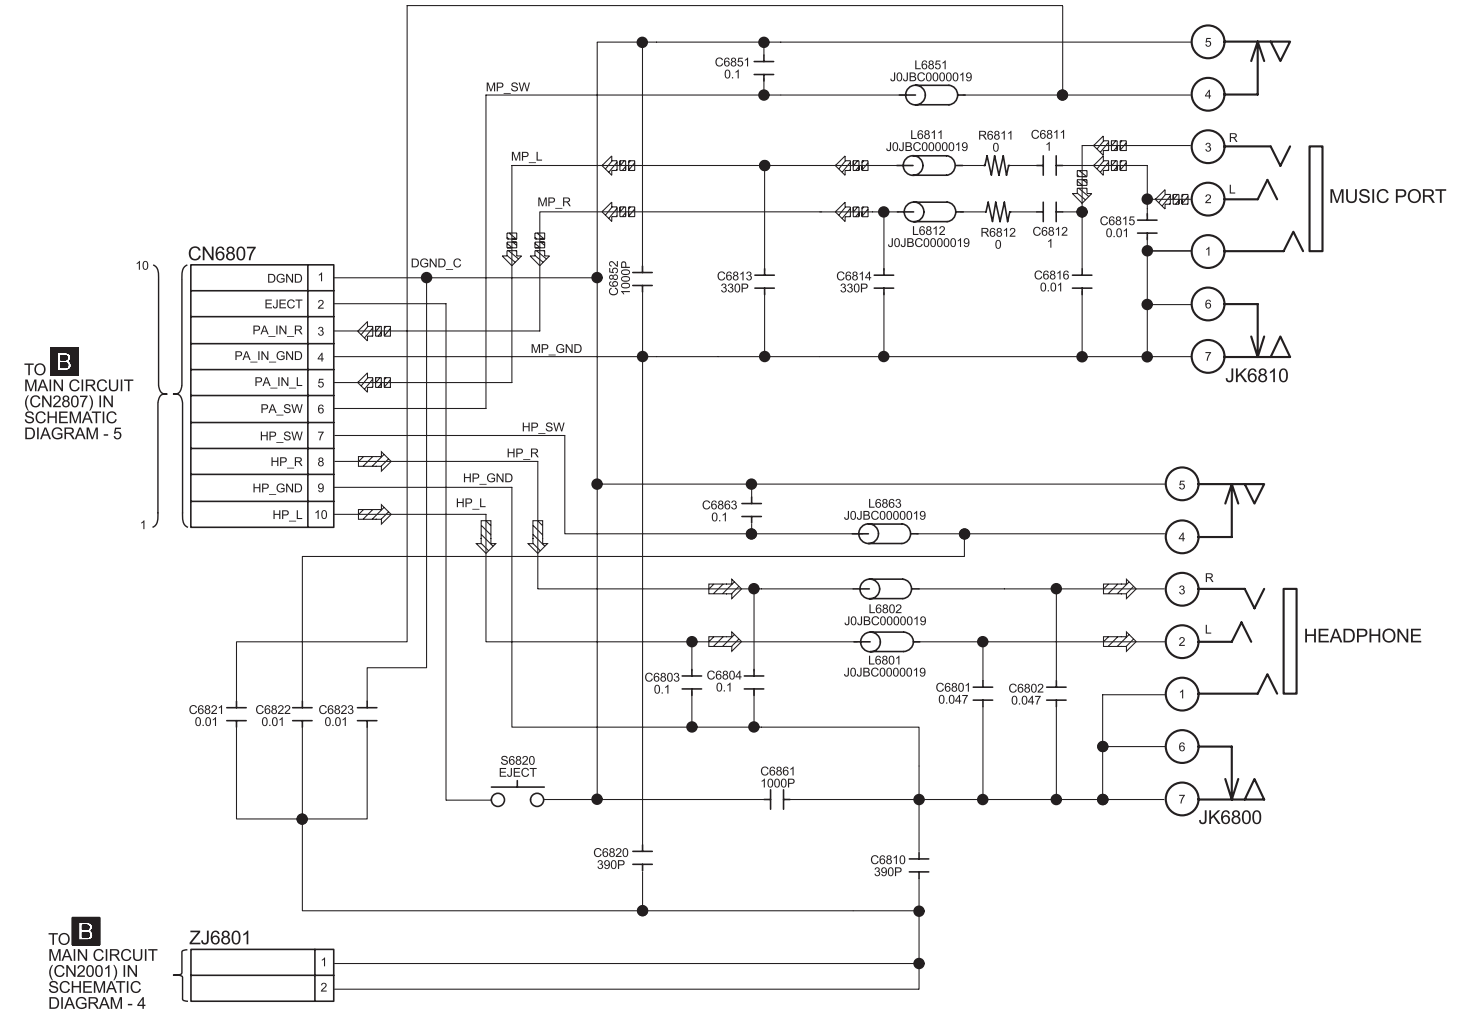 5
C6851
0.1
L6851
J0JBC0000019
MP_SW
4
L6811
J0JBC0000019
R6811
0
C6811
1
3
R
MP_L
MUSIC PORT
2
L
MP_R
L6812
J0JBC0000019
R6812
0
C6812
1
C6815
0.01
1
CN6807
10
DGND_C
C6852
1000P
C6813
330P
C6814
330P
C6816
0.01
DGND 1
EJECT 2
6
PA_IN_R 3
PA_IN_GND 4
MP_GND
7
JK6810
TO B
MAIN CIRCUIT
(CN2807) IN
SCHEMATIC
DIAGRAM - 5
PA_IN_L 5
PA_SW 6
HP_SW 7
HP_SW
HP_R 8
HP_R
HP_GND 9
HP_GND
HP_L 10
HP_L
1
5
C6863
0.1
L6863
J0JBC0000019
4
3
R
L6802
J0JBC0000019
HEADPHONE
2
L
L6801
J0JBC0000019
C6803
0.1
C6804
0.1
C6801
0.047
C6802
0.047
1
C6821
0.01
C6822
0.01
C6823
0.01
6
S6820
EJECT
C6861
1000P
7
JK6800
C6820
390P
C6810
390P
TO B
MAIN CIRCUIT
(CN2001) IN
SCHEMATIC
DIAGRAM - 4
ZJ6801
1
2